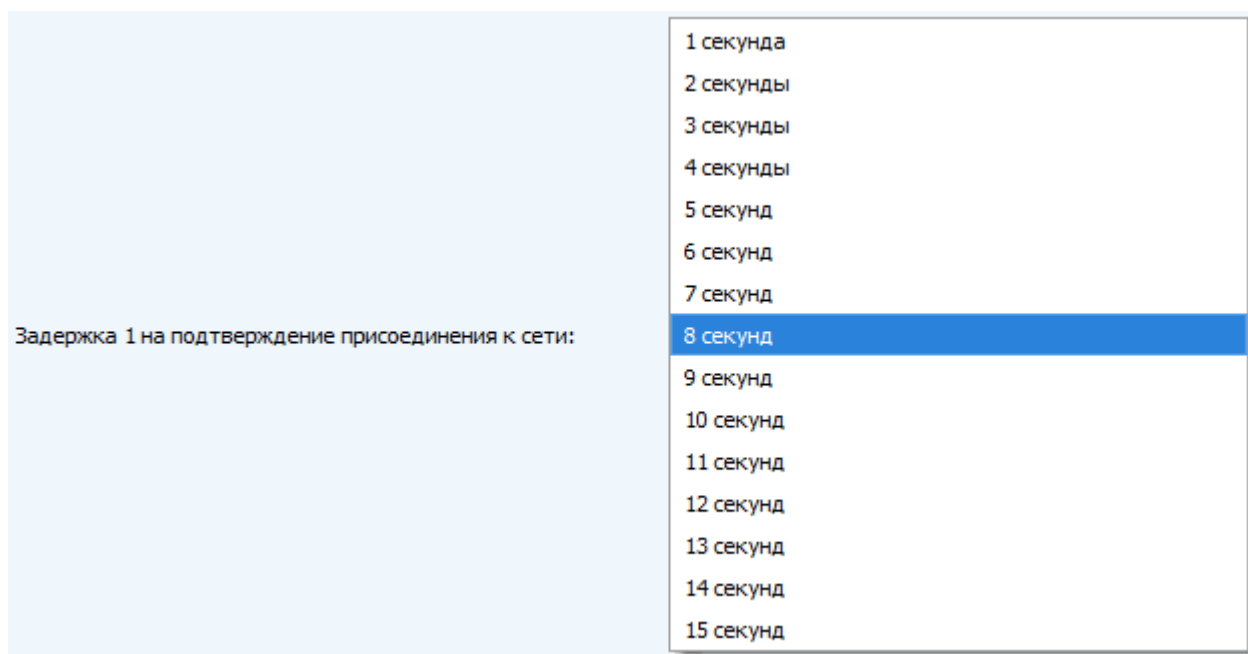 1 секунда
2 секунды
3 секунды
4 секунды
5 секунд
6 секунд
7 секунд
Задержка 1 на подтверждение присоединения к сети:
8 секунд
9 секунд
10 секунд
11 секунд
12 секунд
13 секунд
14 секунд
15 секунд